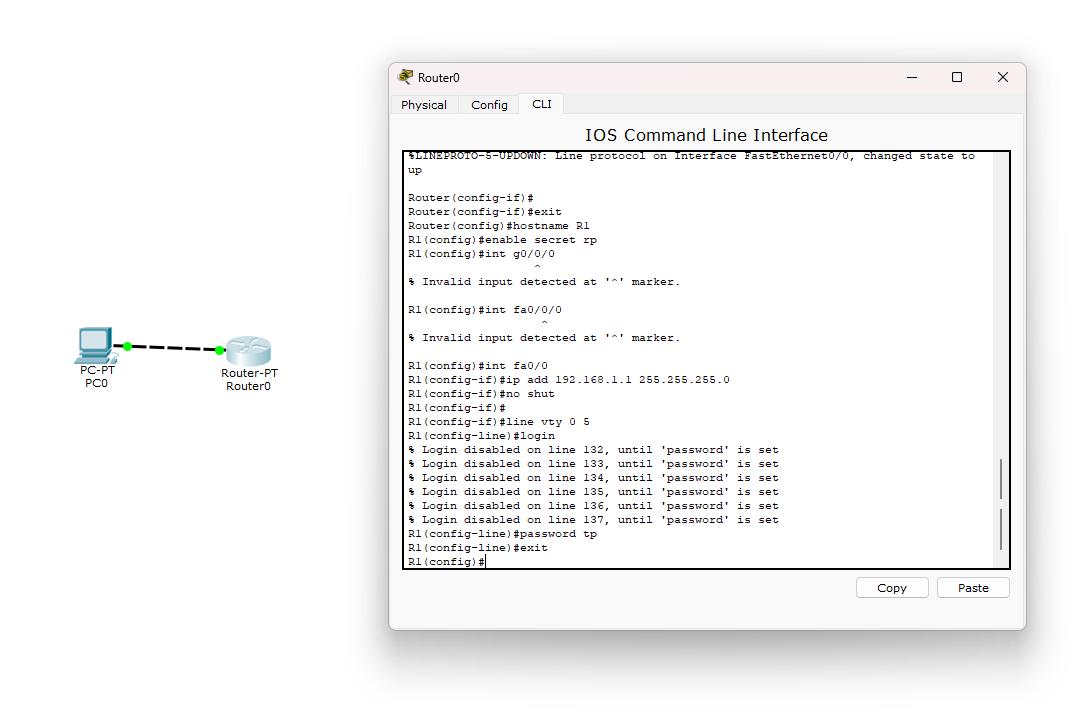 Router0
Physical Config CLI
IOS Command Line Interface
%LINEPROTO-5-UPDOWN: Line protocol on Interface FastEthernet0/0, changed state to
up
Router(config-if)#
Router(config-if)#exit
Router(config)#hostname R1
R1(config)#enable secret rp
R1(config)#int g0/0/0
^
% Invalid input detected at '^' marker.
R1(config)#int fa0/0/0
^
% Invalid input detected at '^' marker.
R1(config)#int fa0/0
R1(config-if)#ip add 192.168.1.1 255.255.255.0
R1(config-if)#no shut
R1(config-if)#
R1(config-if)#line vty 0 5
R1(config-line)#login
% Login disabled on line 132, until 'password' is set
% Login disabled on line 133, until 'password' is set
% Login disabled on line 134, until 'password' is set
% Login disabled on line 135, until 'password' is set
% Login disabled on line 136, until 'password' is set
% Login disabled on line 137, until 'password' is set
R1(config-line)#password tp
R1(config-line)#exit
R1(config)#
Copy Paste
PC-PT
PC0
Router-PT
Router0